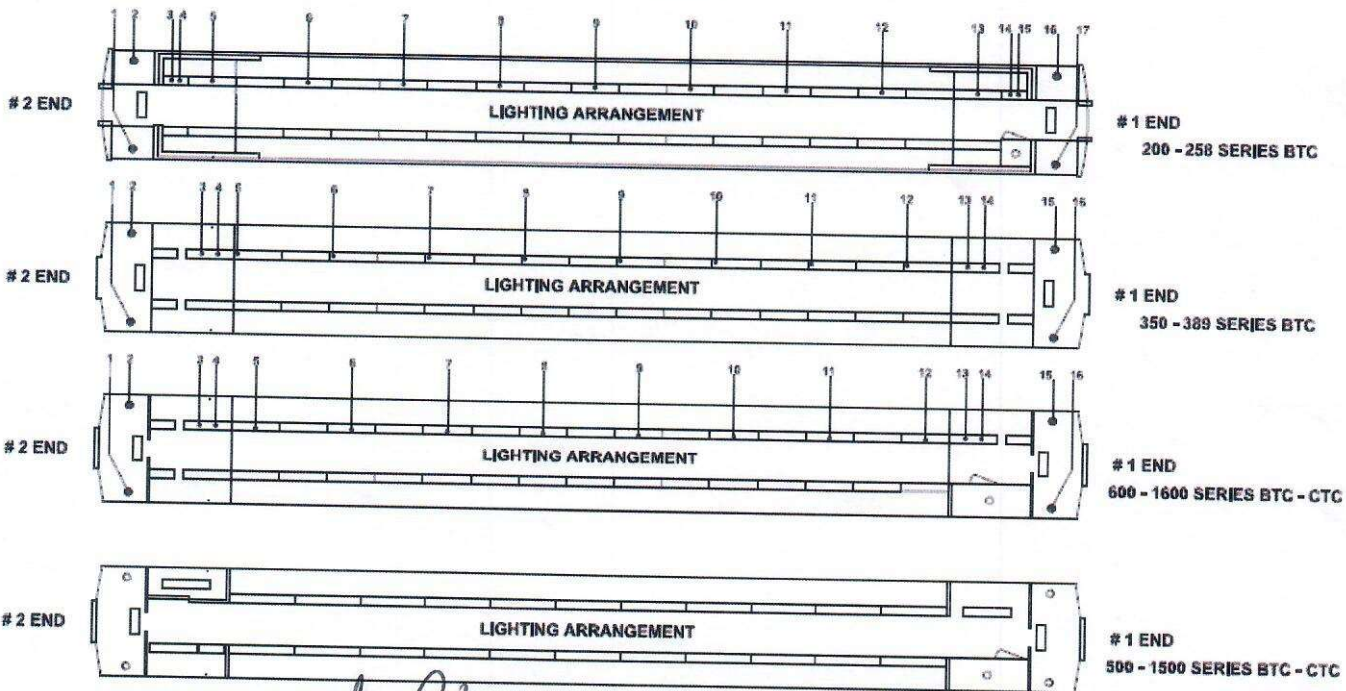 1 2 3 4 5 6 7 8 9 10 11 12 13 14 15 16 17
# 2 END
LIGHTING ARRANGEMENT
# 1 END
200 - 258 SERIES BTC
1 2 3 4 5 6 7 8 9 10 11 12 13 14 15 16
# 2 END
LIGHTING ARRANGEMENT
# 1 END
350 - 389 SERIES BTC
1 2 3 4 5 6 7 8 9 10 11 12 13 14 15 16
# 2 END
LIGHTING ARRANGEMENT
# 1 END
600 - 1600 SERIES BTC - CTC
# 2 END
LIGHTING ARRANGEMENT
# 1 END
500 - 1500 SERIES BTC - CTC